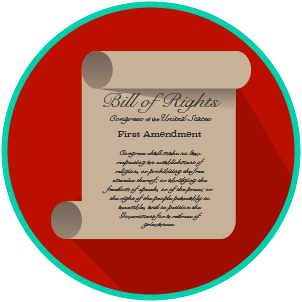 Bill of Rights
Congress of the United States
First Amendment
Congress shall make no law
respecting an establishment of
religion, or prohibiting the free
exercise thereof; or abridging the
freedom of speech, or of the press; or
the right of the people peaceably to
assemble, and to petition the
Government for a redress of
grievances.